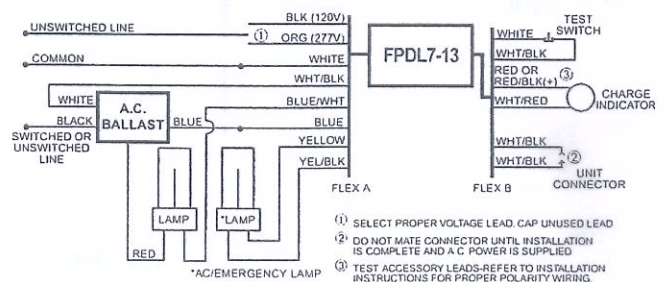 BLK (120V)
UNSWITCHED LINE
①
ORG (277V)
COMMON
WHITE
WHT/BLK
WHITE
A.C.
BALLAST
BLUE/WHT
BLACK
BLUE
BLUE
SWITCHED OR
UNSWITCHED
LINE
YELLOW
YEL/BLK
LAMP
*LAMP
RED
*AC/EMERGENCY LAMP
FLEX A
FPDL7-13
FLEX B
WHITE
TEST
SWITCH
WHT/BLK
RED OR
RED/BLK(+)
③
CHARGE
INDICATOR
WHT/RED
WHT/BLK
②
WHT/BLK
UNIT
CONNECTOR
① SELECT PROPER VOLTAGE LEAD. CAP UNUSED LEAD
② DO NOT MATE CONNECTOR UNTIL INSTALLATION
IS COMPLETE AND A C POWER IS SUPPLIED
③ TEST ACCESSORY LEADS-REFER TO INSTALLATION
INSTRUCTIONS FOR PROPER POLARITY WIRING.